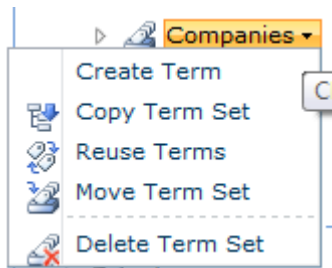 Companies
Create Term
Copy Term Set
Reuse Terms
Move Term Set
Delete Term Set